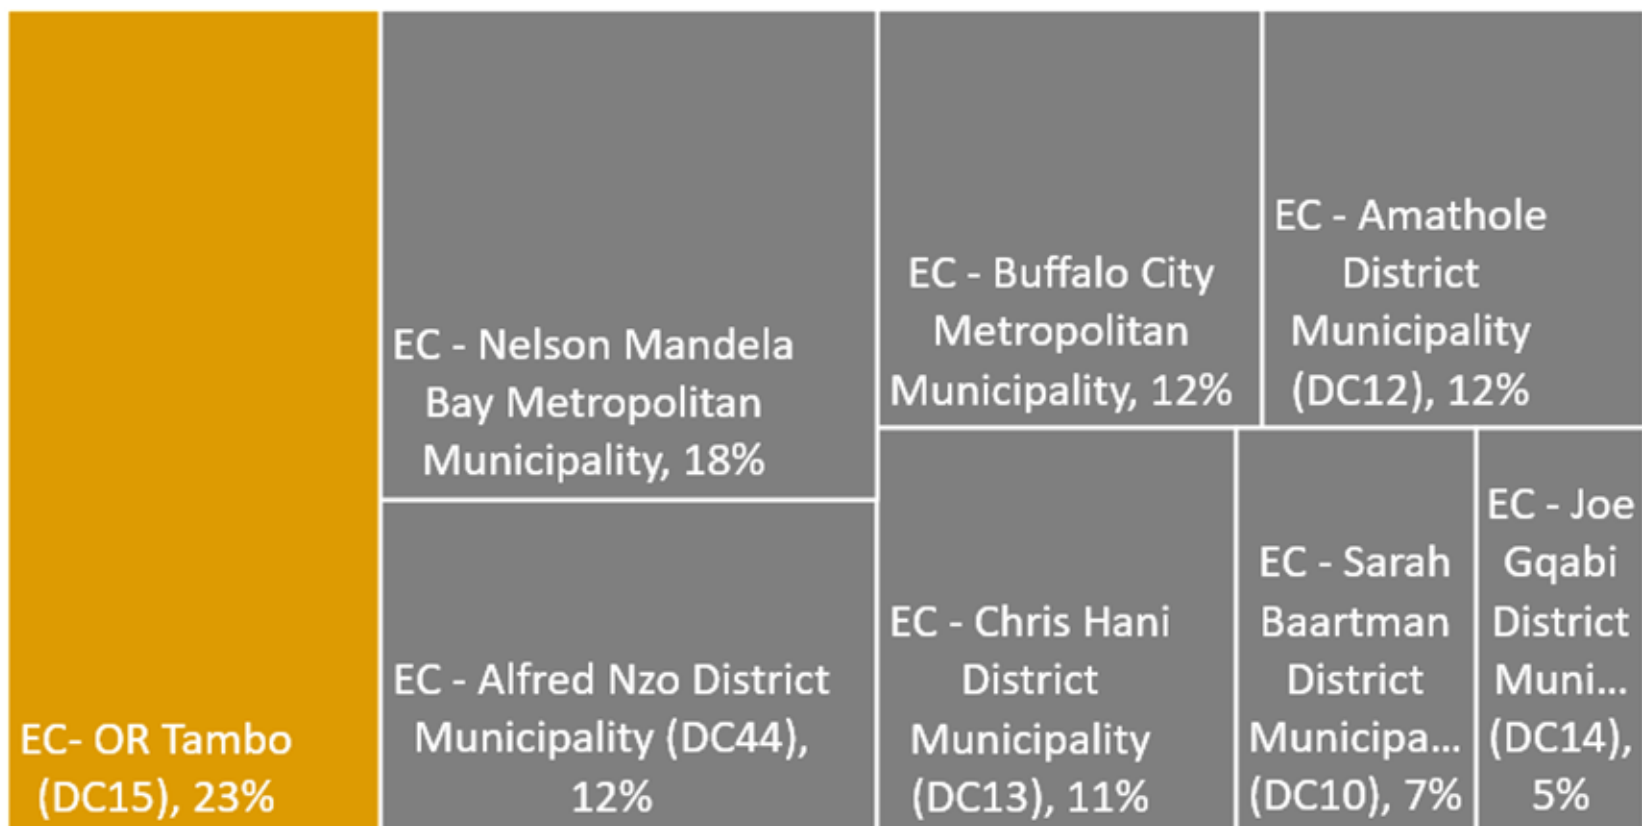 EC- OR Tambo
(DC15), 23%
EC - Nelson Mandela
Bay Metropolitan
Municipality, 18%
EC - Alfred Nzo District
Municipality (DC44),
12%
EC - Buffalo City
Metropolitan
Municipality, 12%
EC - Amathole
District
Municipality
(DC12), 12%
EC - Chris Hani
District
Municipality
(DC13), 11%
EC - Sarah
Baartman
District
Municipa...
(DC10), 7%
EC - Joe
Gqabi
District
Muni...
(DC14),
5%